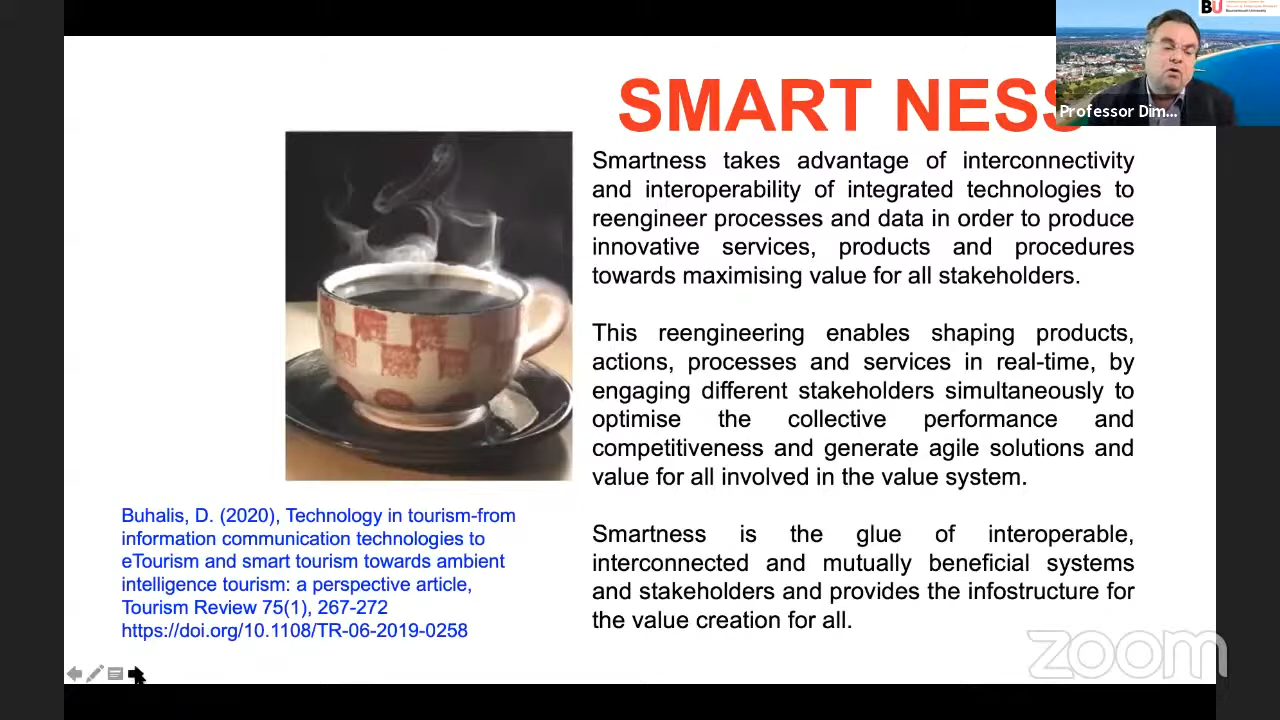 BU
Bournemouth University
Professor Dim...
SMART NESS
Smartness takes advantage of interconnectivity
and interoperability of integrated technologies to
reengineer processes and data in order to produce
innovative services, products and procedures
towards maximising value for all stakeholders.
This reengineering enables shaping products,
actions, processes and services in real-time, by
engaging different stakeholders simultaneously to
optimise the collective performance and
competitiveness and generate agile solutions and
value for all involved in the value system.
Smartness is the glue of interoperable,
interconnected and mutually beneficial systems
and stakeholders and provides the infostructure for
the value creation for all.
Buhalis, D. (2020), Technology in tourism-from
information communication technologies to
eTourism and smart tourism towards ambient
intelligence tourism: a perspective article,
Tourism Review 75(1), 267-272
https://doi.org/10.1108/TR-06-2019-0258
zoom